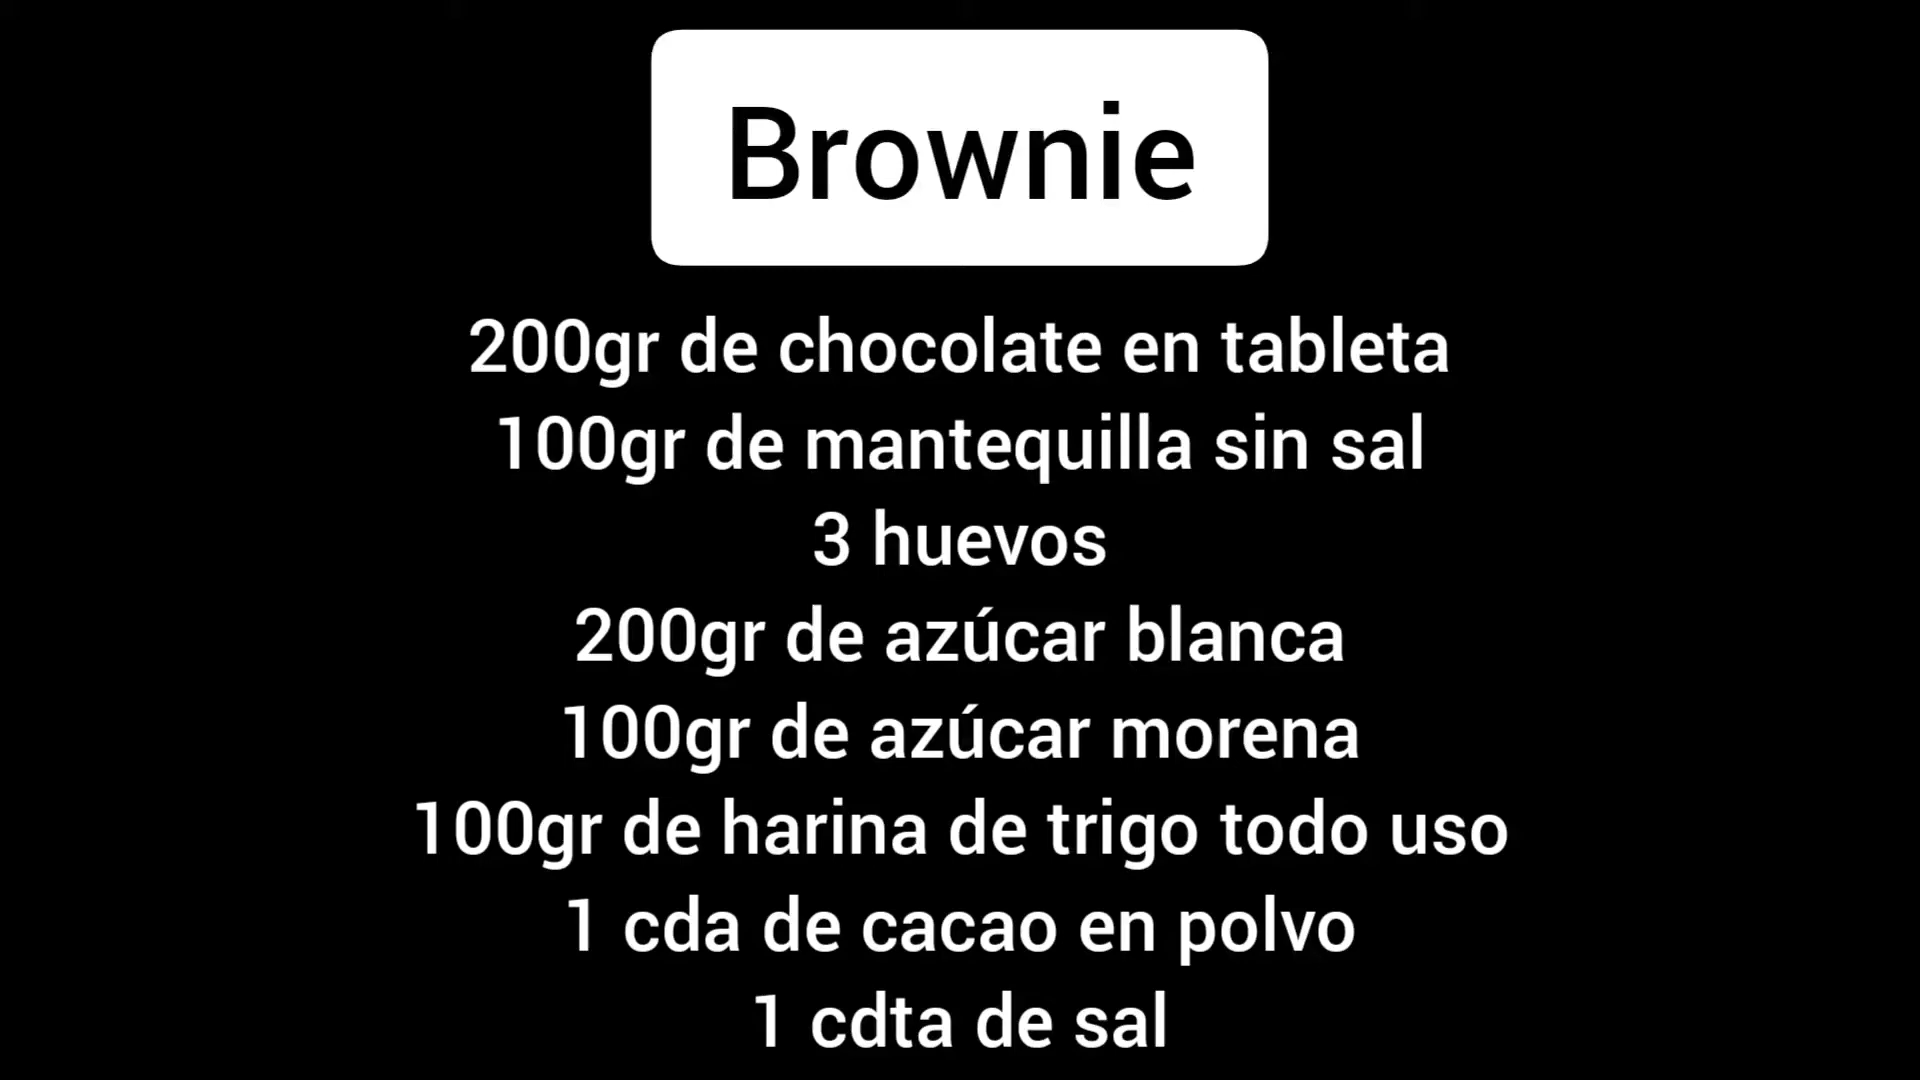 Brownie
200gr de chocolate en tableta
100gr de mantequilla sin sal
3 huevos
200gr de azúcar blanca
100gr de azúcar morena
100gr de harina de trigo todo uso
1 cda de cacao en polvo
1 cdta de sal